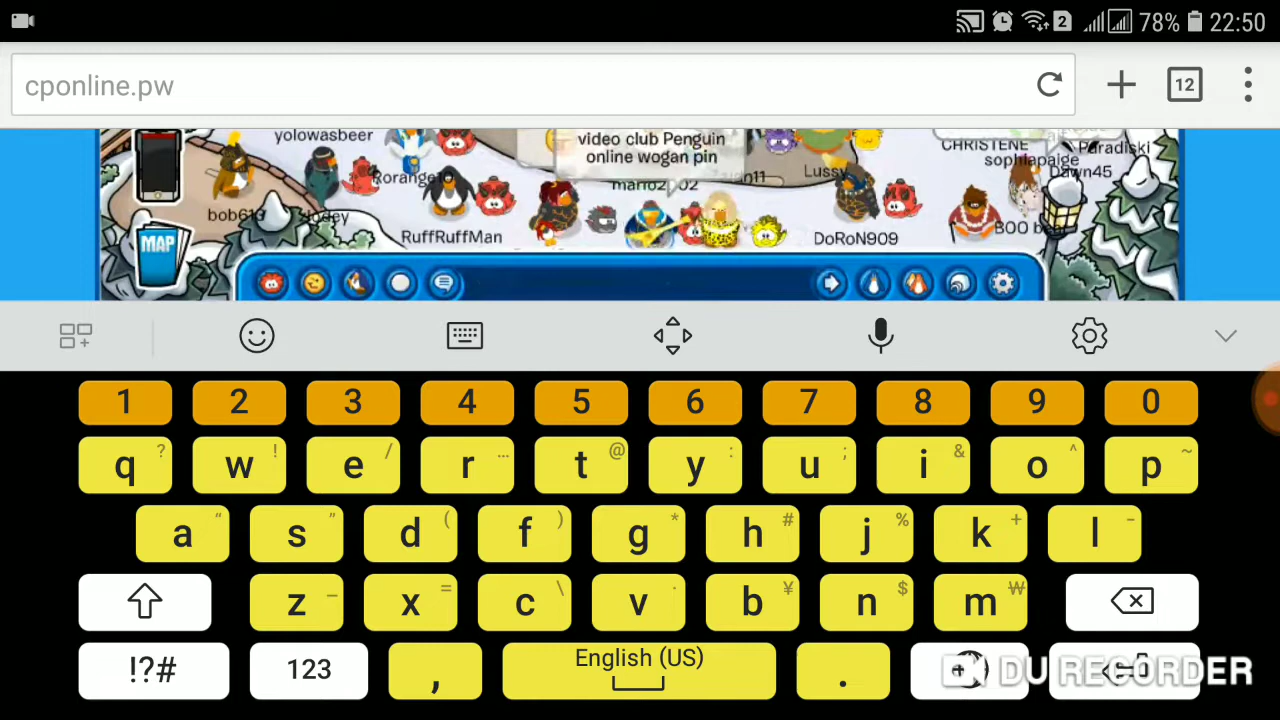 2 78% 22:50
cponline.pw
12
yolowasbeer
video club Penguin
online wogan pin
CHRISTENE
Paradiski
sophiapaige
Dawn45
Lussy
BOO
RuffRuffMan
DoRoN909
MAP
1 2 3 4 5 6 7 8 9 0
q ? w ! e / r ... t @ y : u ; i & o ^ p ~
a “ s ” d ( f ) g * h # j % k + l -
z _ x = c \ v · b ¥ n $ m ₩
!?# 123 , English (US) .
DU RECORDER